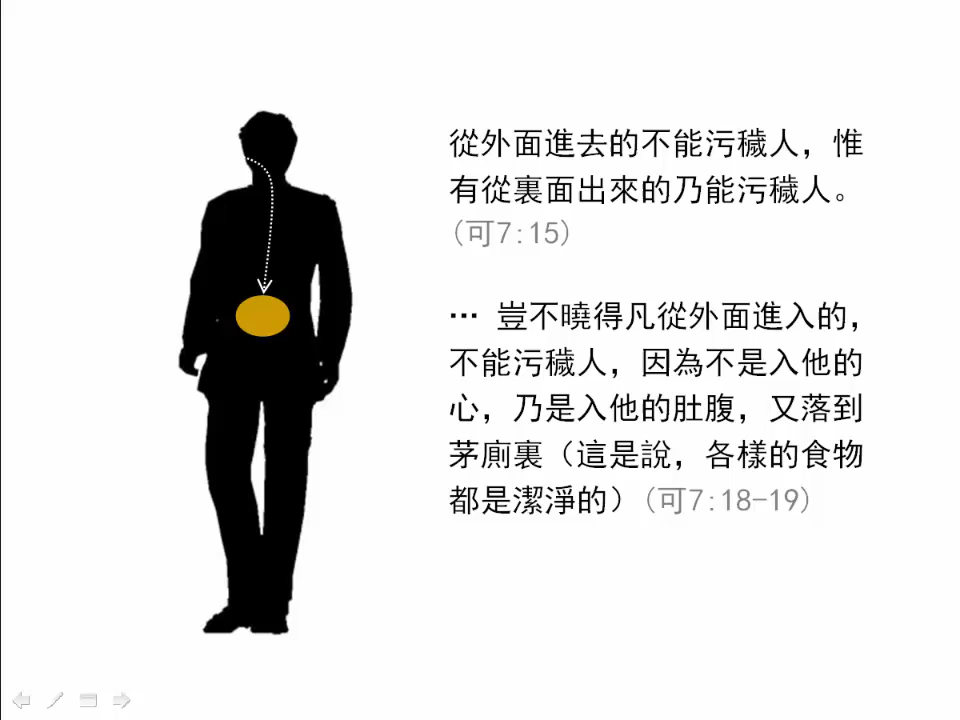 從外面進去的不能污穢人，惟
有從裏面出來的乃能污穢人。
(可7:15)
… 豈不曉得凡從外面進入的，
不能污穢人，因為不是入他的
心，乃是入他的肚腹，又落到
茅廁裏（這是說，各樣的食物
都是潔淨的）(可7:18-19)